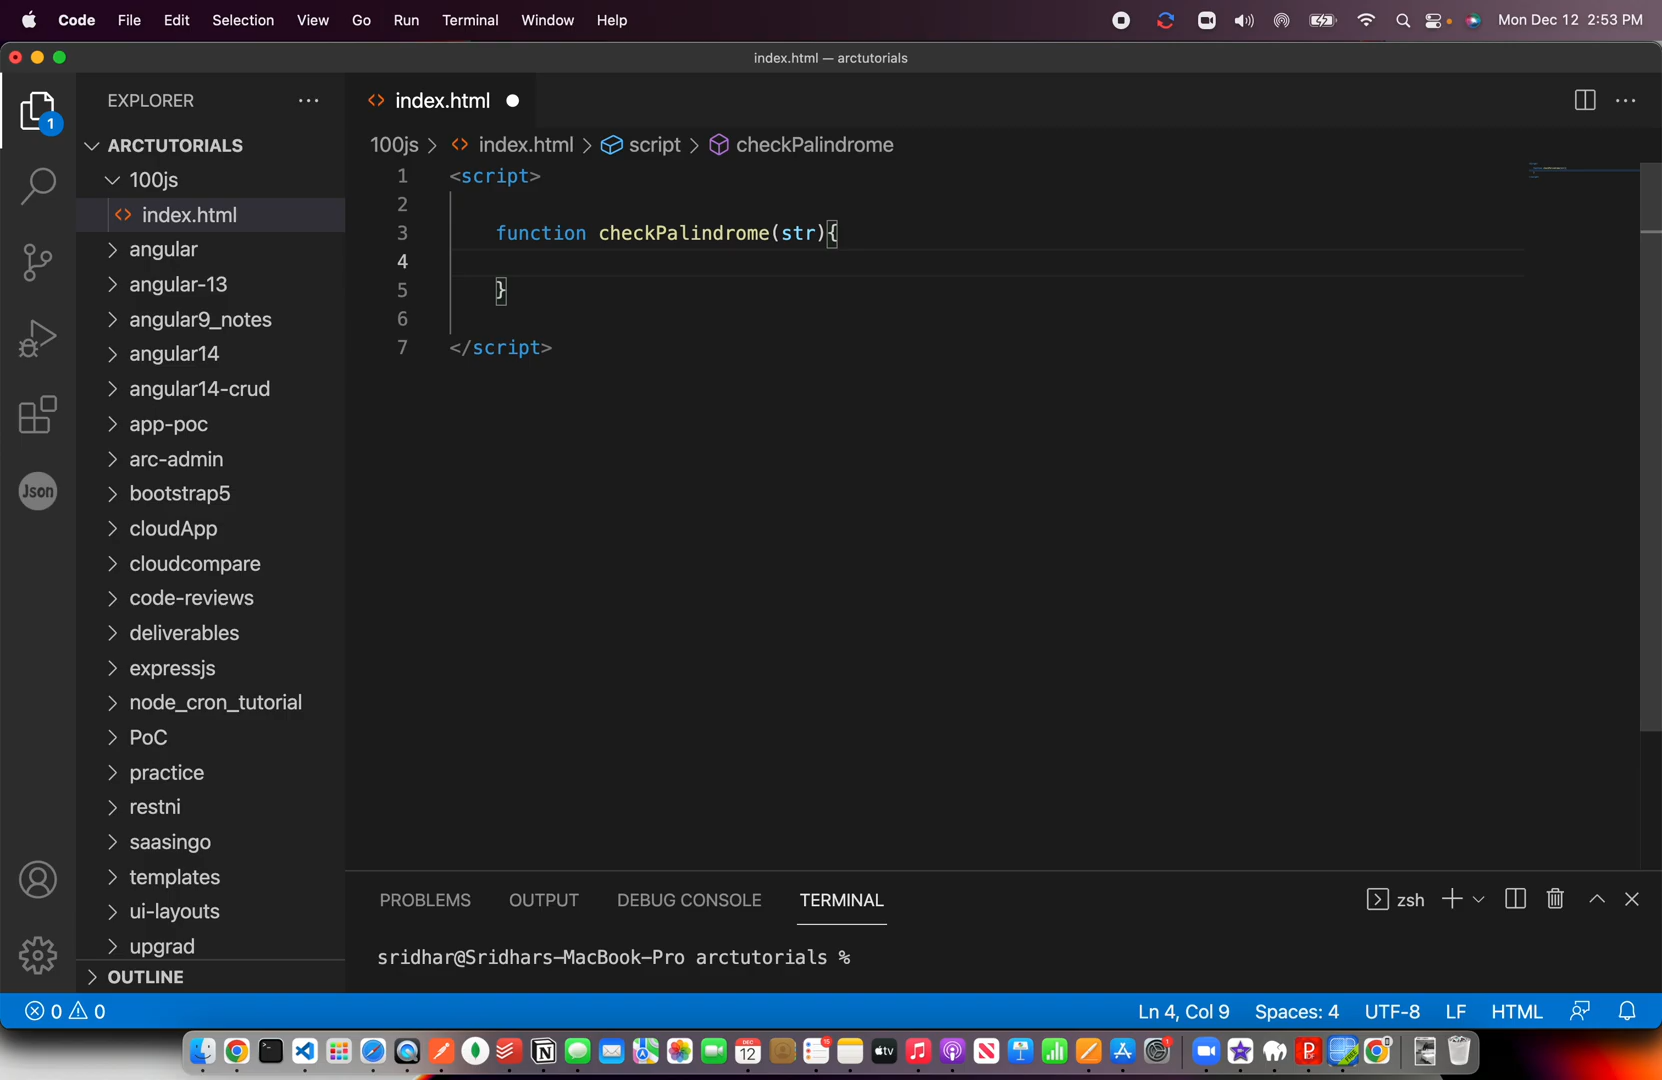 Code File Edit Selection View Go Run Terminal Window Help Mon Dec 12 2:53 PM
index.html — arctutorials
EXPLORER
index.html
1
ARCTUTORIALS
100js > index.html > script > checkPalindrome
100js
index.html
angular
angular-13
angular9_notes
angular14
angular14-crud
app-poc
arc-admin
bootstrap5
Json
cloudApp
cloudcompare
code-reviews
deliverables
expressjs
node_cron_tutorial
PoC
practice
restni
saasingo
templates
ui-layouts
upgrad
OUTLINE
1 <script>
2
3 function checkPalindrome(str){
4
5 }
6
7 </script>
PROBLEMS OUTPUT DEBUG CONSOLE TERMINAL zsh
sridhar@Sridhars-MacBook-Pro arctutorials %
0 0 Ln 4, Col 9 Spaces: 4 UTF-8 LF HTML